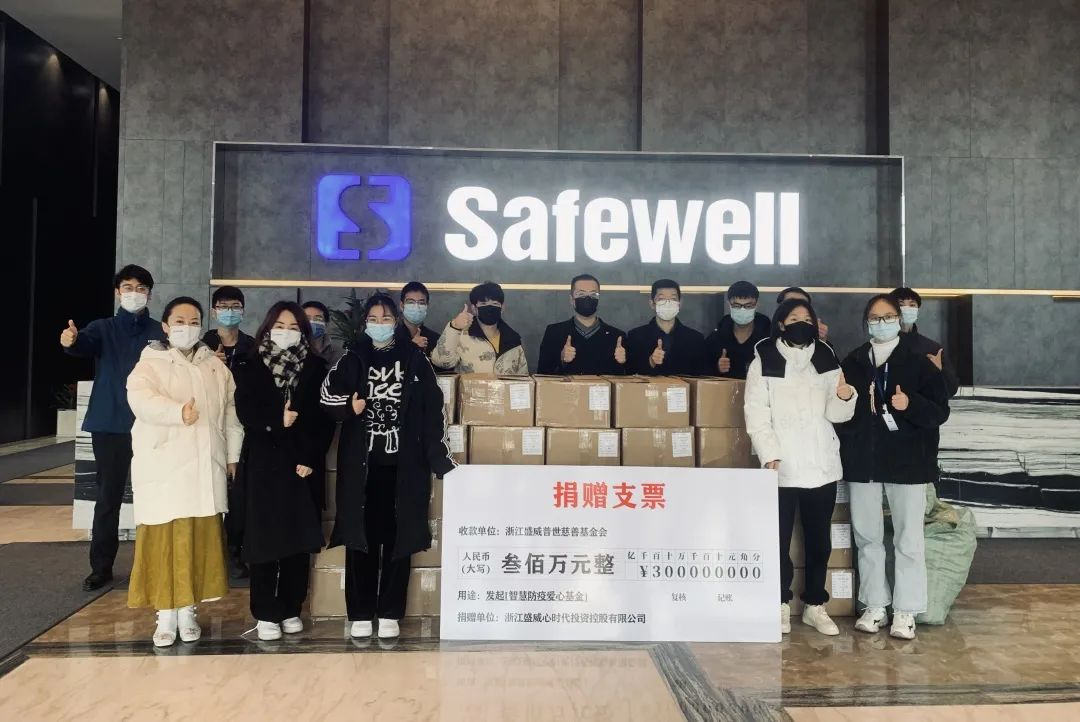 Safewell
捐赠支票
收款单位：浙江盛威普世慈善基金会
人民币
(大写)
叁佰万元整
亿千百十万千百十元角分
¥300000000
用途：发起[智慧防疫爱心基金]
复核
记账
捐赠单位：浙江盛威心时代投资控股有限公司